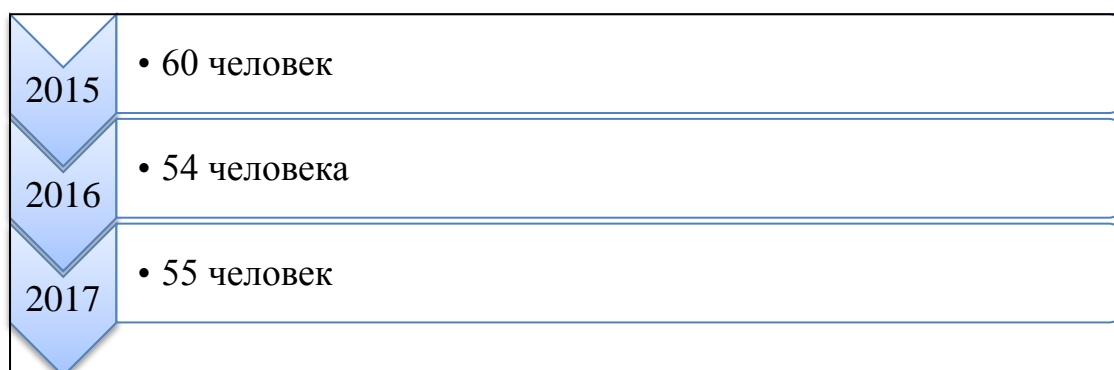 2015
• 60 человек
2016
• 54 человека
2017
• 55 человек